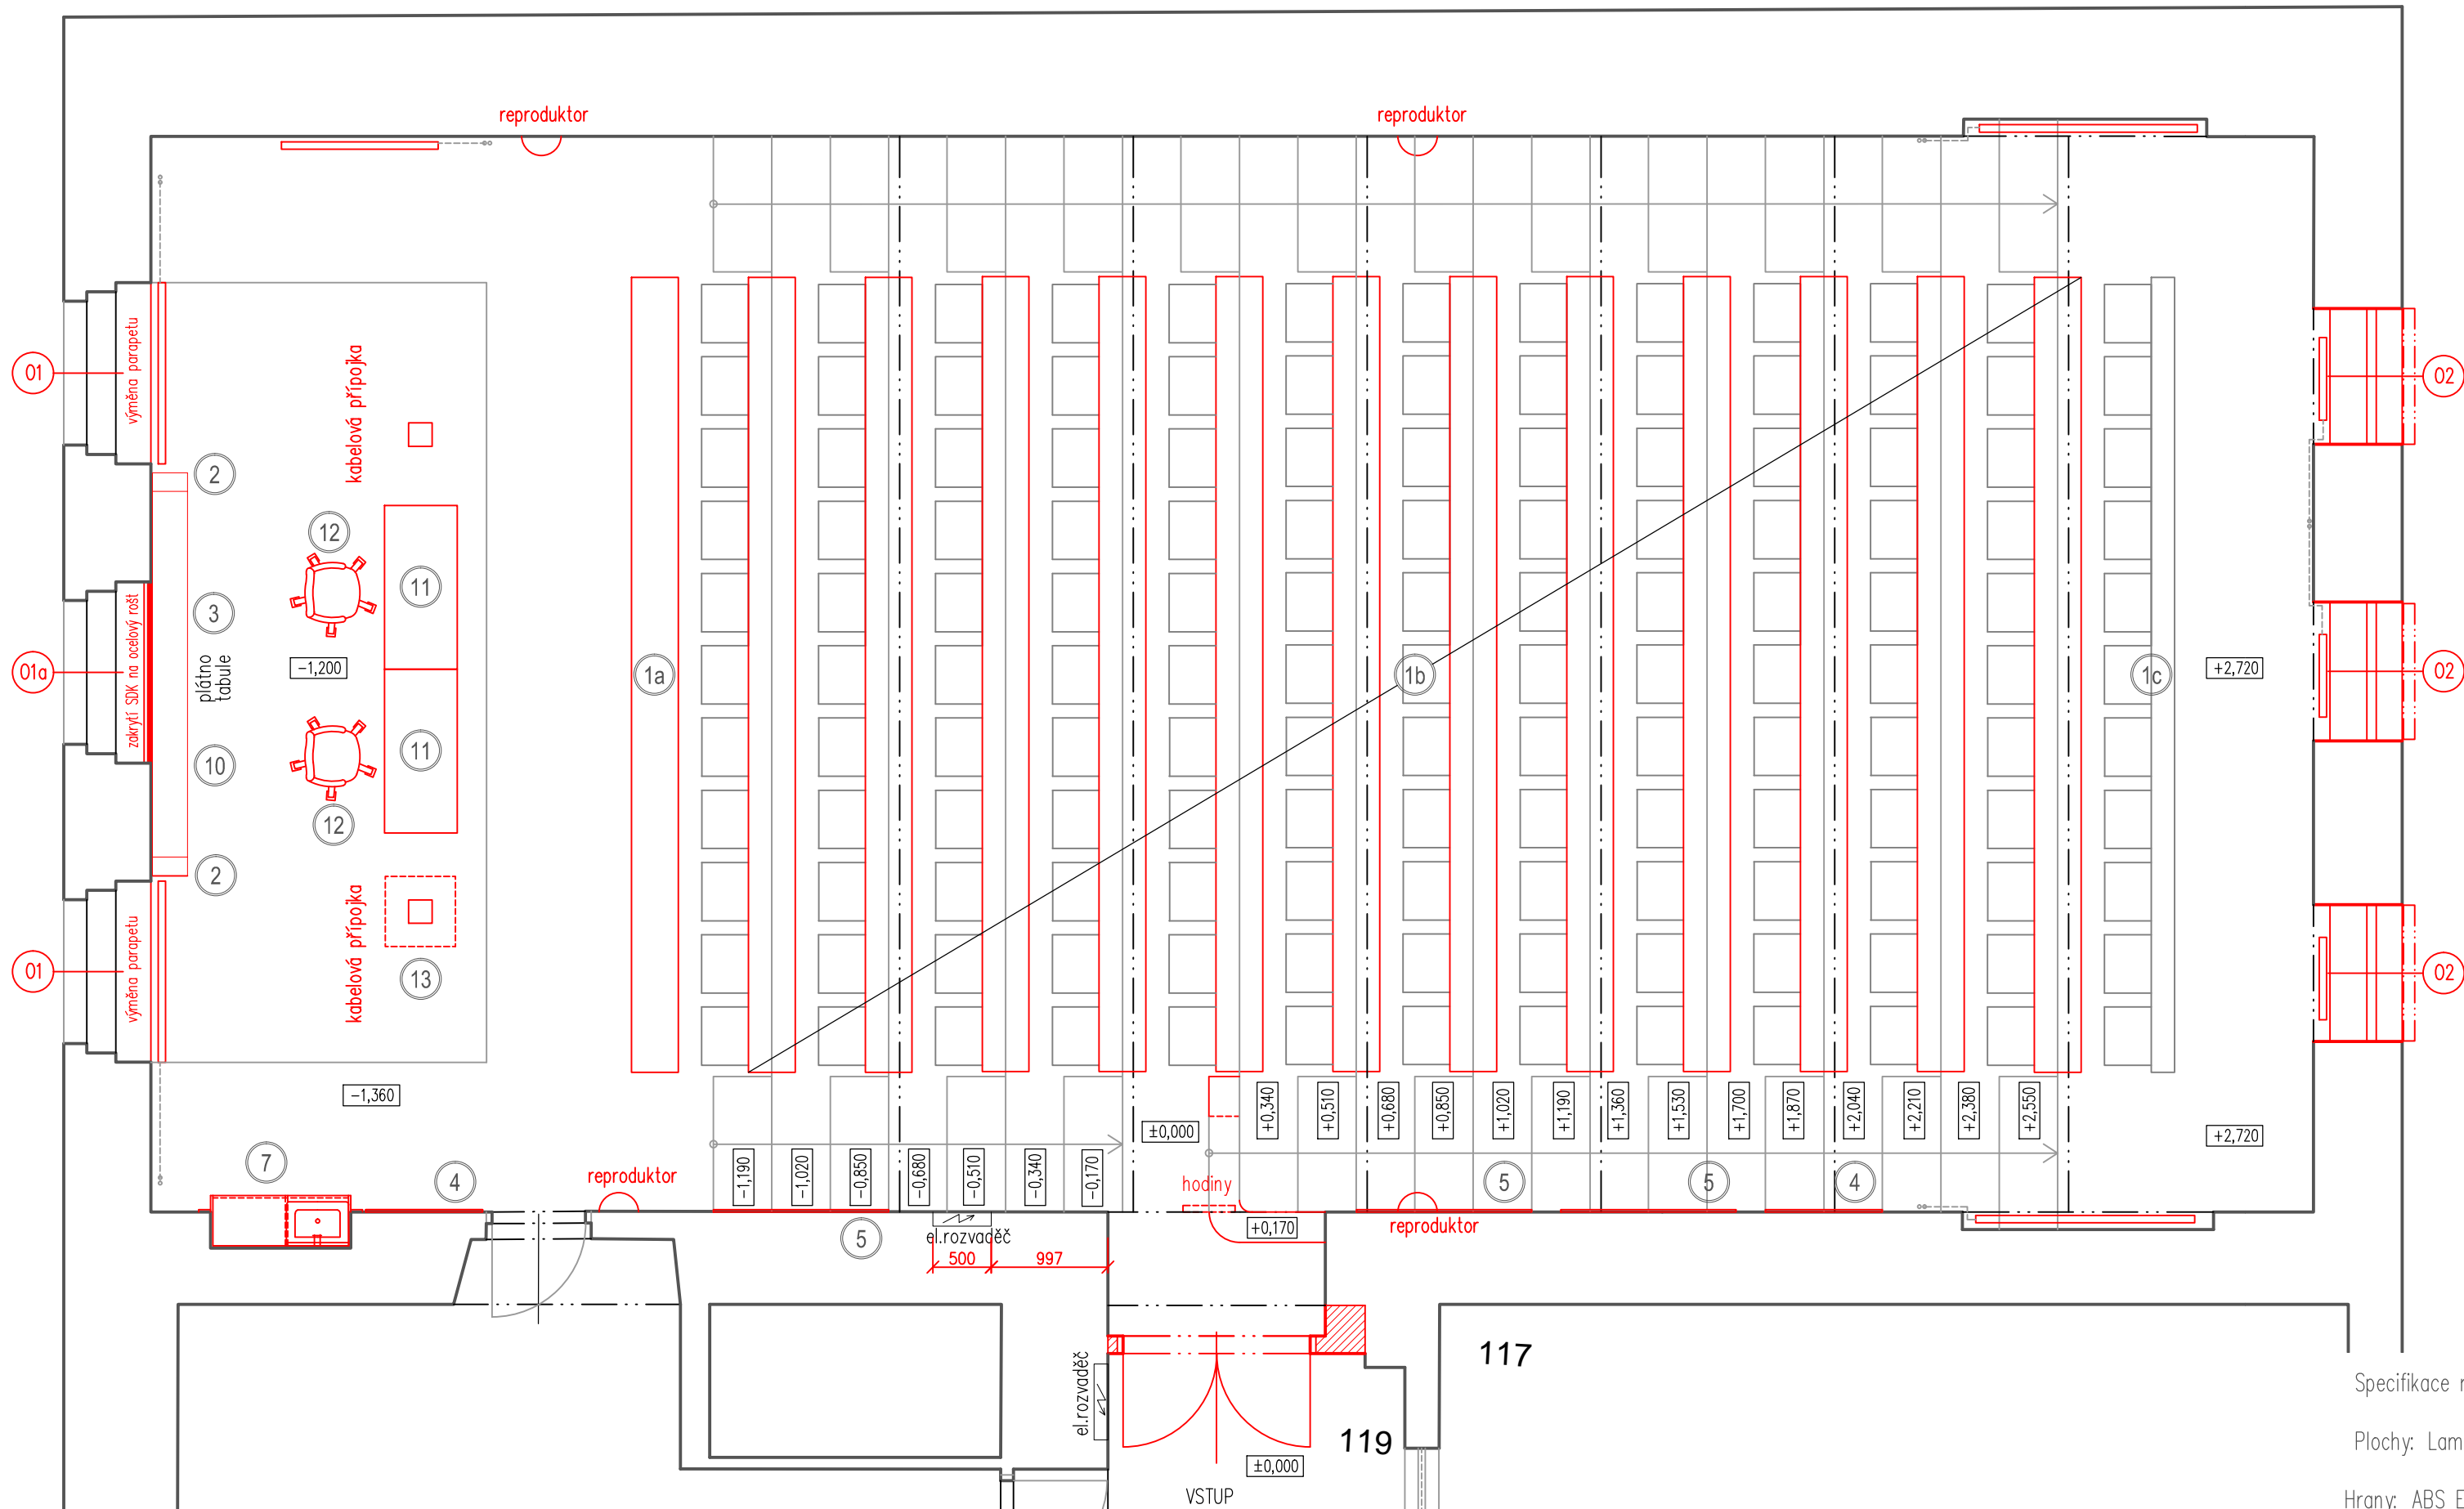 reproduktor
reproduktor
01
výměna parapetu
kabelová přípojka
02
2
12
11
3
01a
zakrytí SDK na ocelový rošt
plátno
tabule
-1,200
1a
1b
1c
+2,720
02
10
11
12
2
01
výměna parapetu
kabelová přípojka
13
02
-1,360
±0,000
+0,340
+0,510
+0,680
+0,850
+1,020
+1,190
+1,360
+1,530
+1,700
+1,870
+2,040
+2,210
+2,380
+2,550
+2,720
7
4
reproduktor
-1,190
-1,020
-0,850
-0,680
-0,510
-0,340
-0,170
hodiny
5
5
4
+0,170
reproduktor
5
el.rozvaděč
500
997
el.rozvaděč
117
119
±0,000
VSTUP
Specifikace
Plochy: Lam
Hrany: ABS